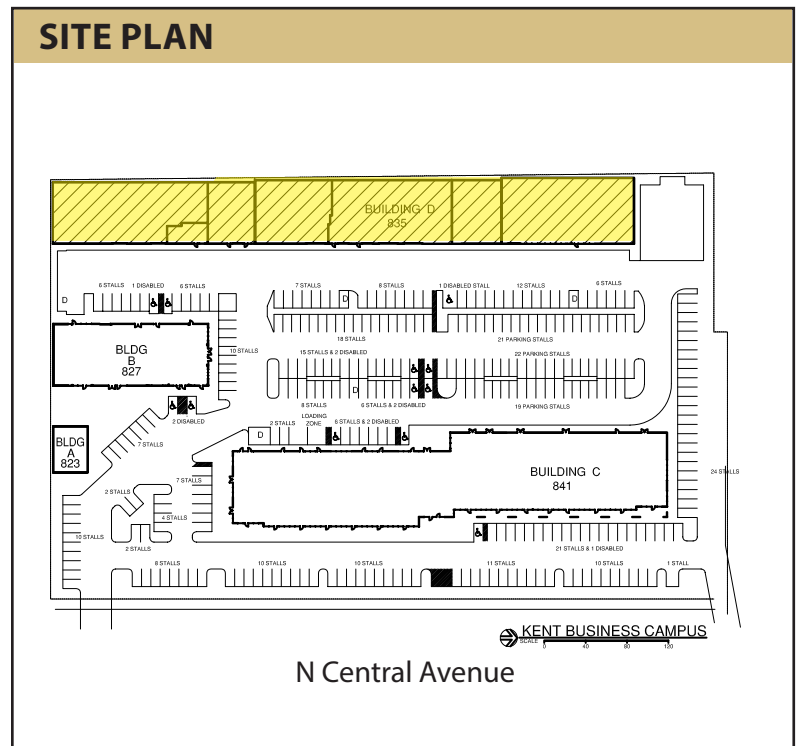 SITE PLAN
BUILDING D
835
6 STALLS 1 DISABLED 6 STALLS
7 STALLS 8 STALLS 1 DISABLED STALL 12 STALLS 6 STALLS
D
D
D
BLDG
B
827
10 STALLS
18 STALLS 21 PARKING STALLS
15 STALLS & 2 DISABLED 22 PARKING STALLS
D
8 STALLS 6 STALLS & 2 DISABLED 19 PARKING STALLS
2 DISABLED
2 STALLS
LOADING
ZONE
6 STALLS & 2 DISABLED
D
7 STALLS
BLDG
A
823
BUILDING C
841
24 STALLS
7 STALLS
2 STALLS
4 STALLS
10 STALLS
2 STALLS
21 STALLS & 1 DISABLED
8 STALLS 10 STALLS 10 STALLS 11 STALLS 10 STALLS 1 STALL
KENT BUSINESS CAMPUS
SCALE 0 40 80 120
N Central Avenue